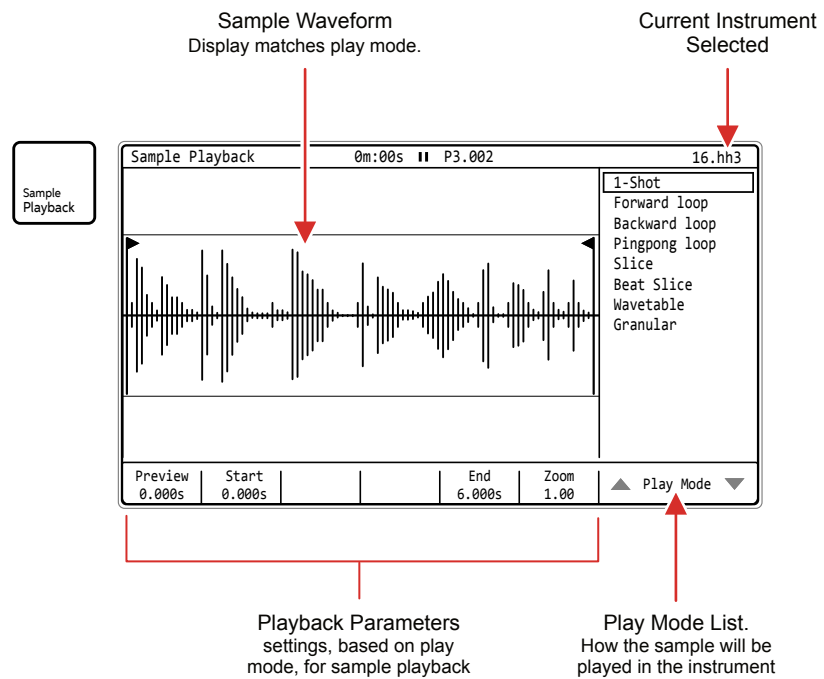 Sample Waveform
Display matches play mode.
Current Instrument
Selected
Sample
Playback
Sample Playback 0m:00s P3.002 16.hh3
1-Shot
Forward loop
Backward loop
Pingpong loop
Slice
Beat Slice
Wavetable
Granular
Preview Start End Zoom
0.000s 0.000s 6.000s 1.00
Play Mode
Playback Parameters
settings, based on play
mode, for sample playback
Play Mode List.
How the sample will be
played in the instrument